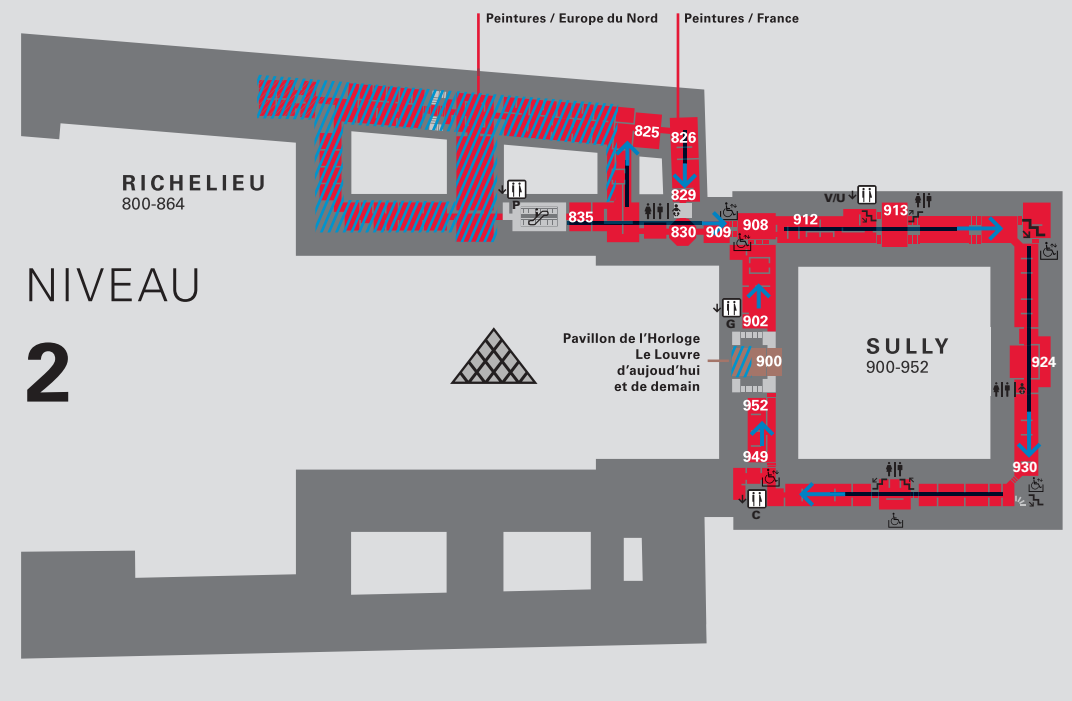 Peintures / Europe du Nord
Peintures / France
825
826
RICHELIEU
800-864
829
P
835
830
909
908
912
V/U
913
NIVEAU
2
G
902
Pavillon de l’Horloge
Le Louvre
d’aujoud’hui
et de demain
900
SULLY
900-952
924
952
949
930
C